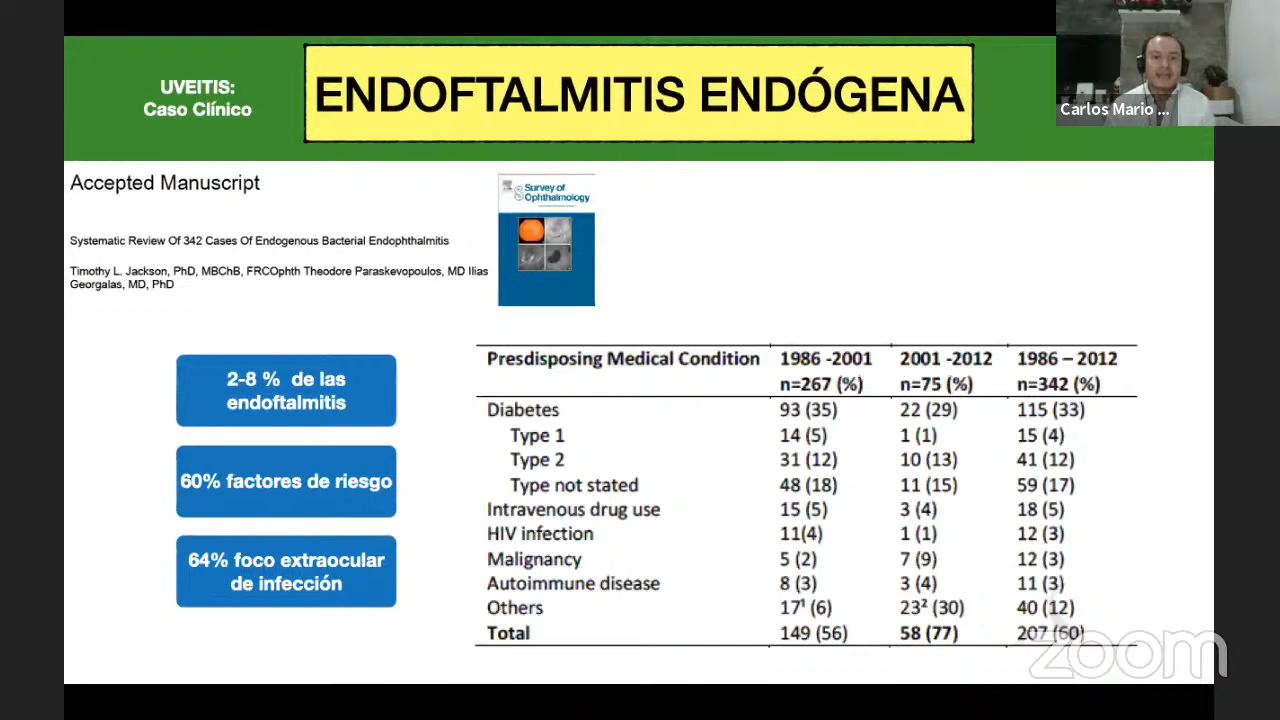 UVEITIS:
Caso Clínico
ENDOFTALMITIS ENDÓGENA
Carlos Mario ...
Accepted Manuscript
Survey of
Ophthalmology
Systematic Review Of 342 Cases Of Endogenous Bacterial Endophthalmitis
Timothy L. Jackson, PhD, MBChB, FRCOphth Theodore Paraskevopoulos, MD Ilias
Georgalas, MD, PhD
2-8 % de las
endoftalmitis
60% factores de riesgo
64% foco extraocular
de infección
Presdisposing Medical Condition 1986 -2001 2001 -2012 1986 – 2012
n=267 (%) n=75 (%) n=342 (%)
Diabetes 93 (35) 22 (29) 115 (33)
Type 1 14 (5) 1 (1) 15 (4)
Type 2 31 (12) 10 (13) 41 (12)
Type not stated 48 (18) 11 (15) 59 (17)
Intravenous drug use 15 (5) 3 (4) 18 (5)
HIV infection 11(4) 1 (1) 12 (3)
Malignancy 5 (2) 7 (9) 12 (3)
Autoimmune disease 8 (3) 3 (4) 11 (3)
Others 17¹ (6) 23² (30) 40 (12)
Total 149 (56) 58 (77) 207 (60)
zoom